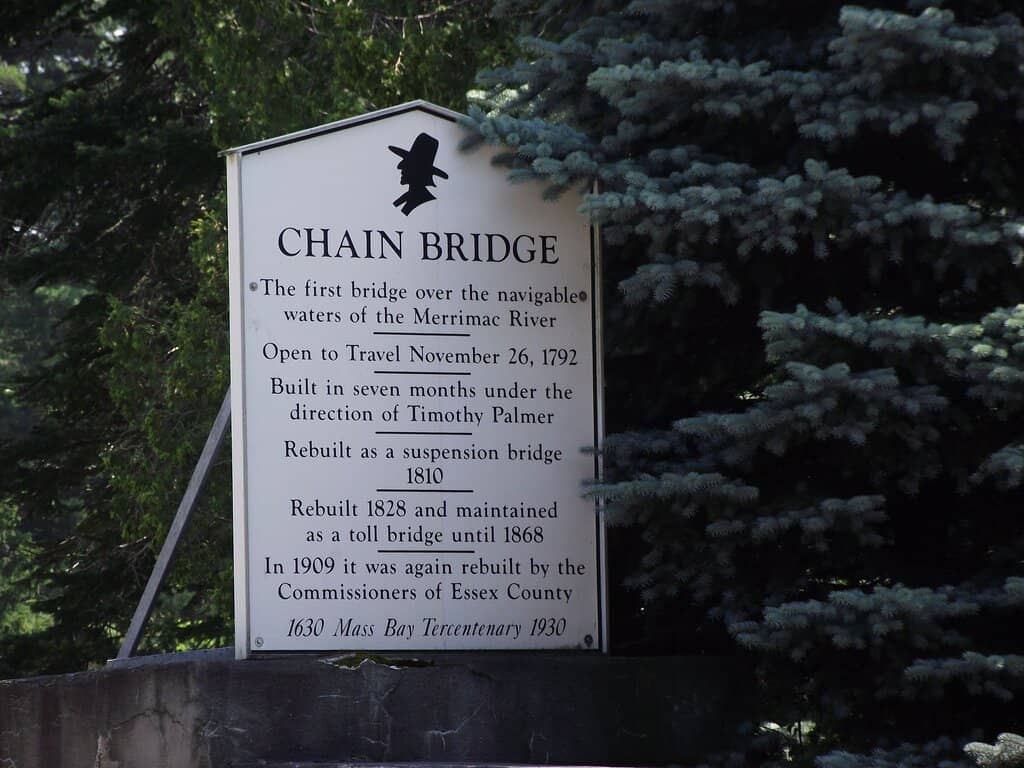 CHAIN BRIDGE
The first bridge over the navigable
waters of the Merrimac River
Open to Travel November 26, 1792
Built in seven months under the
direction of Timothy Palmer
Rebuilt as a suspension bridge
1810
Rebuilt 1828 and maintained
as a toll bridge until 1868
In 1909 it was again rebuilt by the
Commissioners of Essex County
1630 Mass Bay Tercentenary 1930